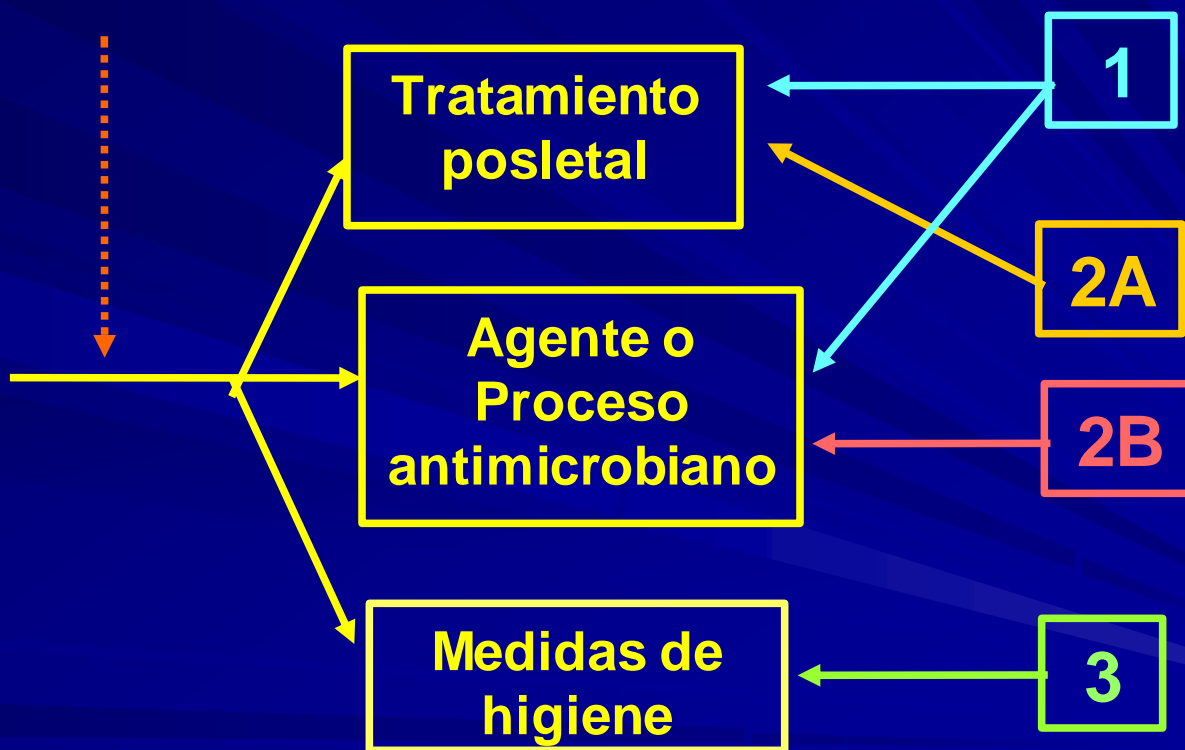 Tratamiento
posletal
1
2A
Agente o
Proceso
antimicrobiano
2B
Medidas de
higiene
3